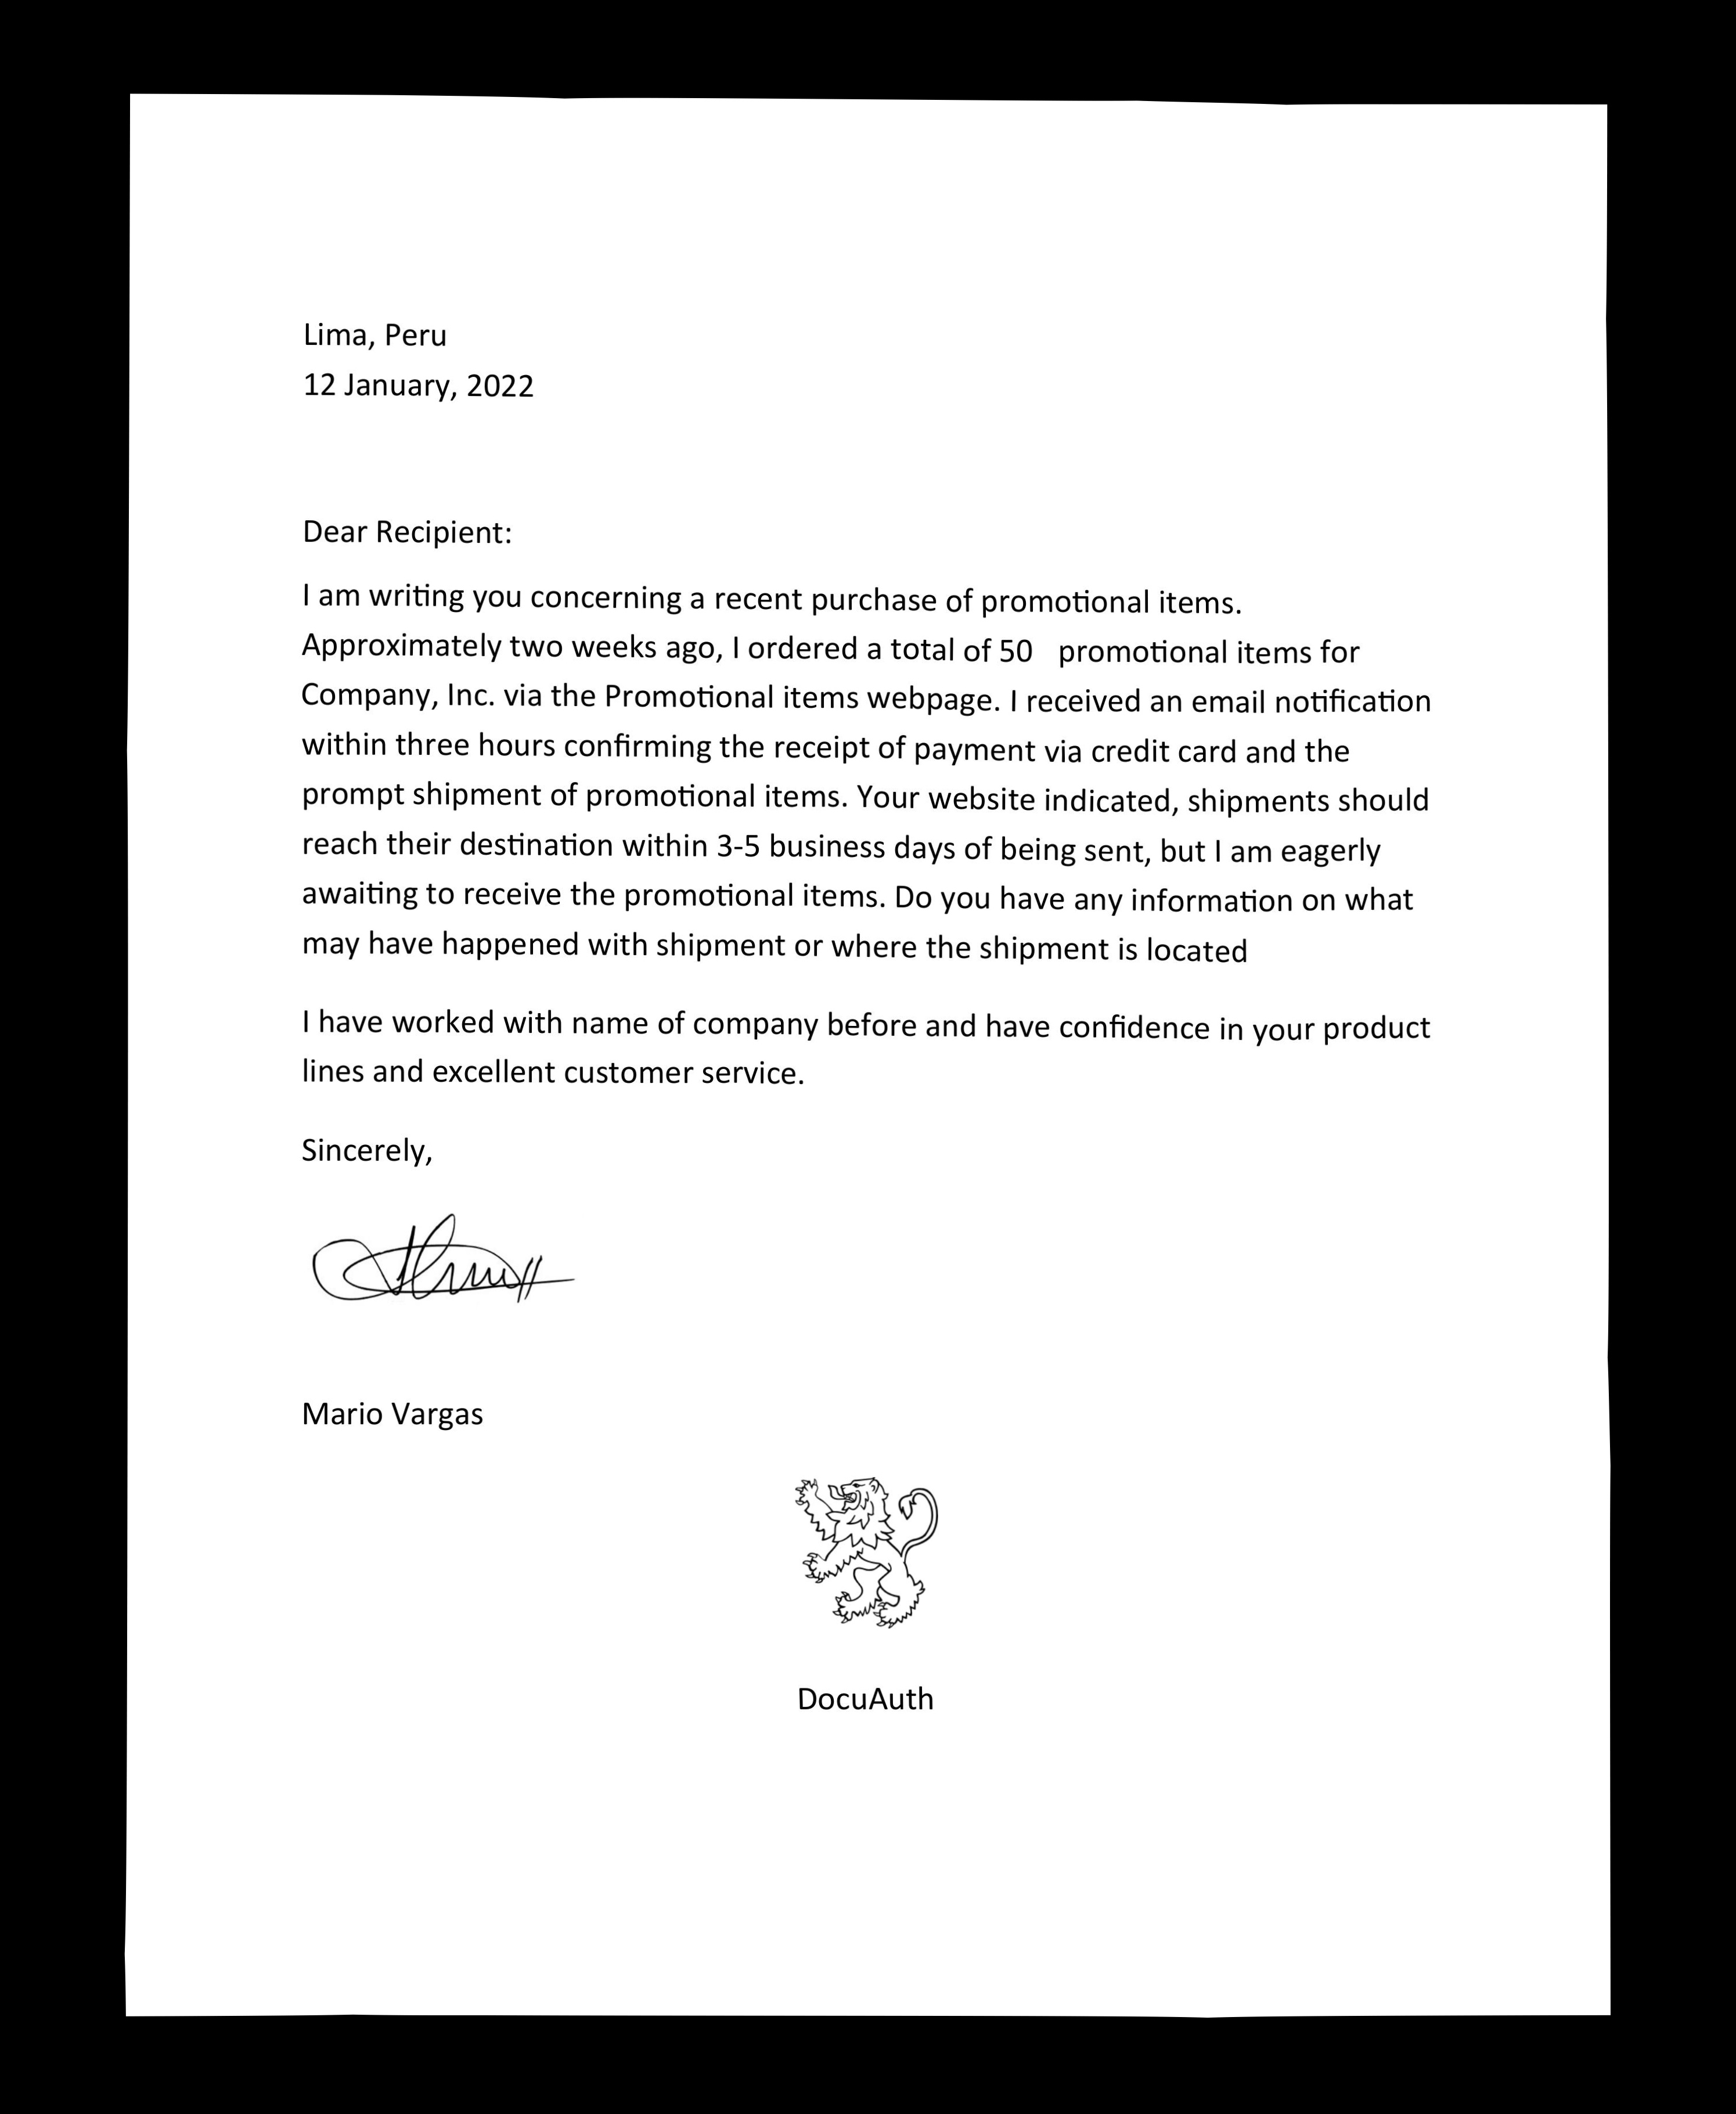 Lima, Peru
12 January, 2022
Dear Recipient:
I am writing you concerning a recent purchase of promotional items.
Approximately two weeks ago, I ordered a total of 50   promotional items for
Company, Inc. via the Promotional items webpage. I received an email notification
within three hours confirming the receipt of payment via credit card and the
prompt shipment of promotional items. Your website indicated, shipments should
reach their destination within 3-5 business days of being sent, but I am eagerly
awaiting to receive the promotional items. Do you have any information on what
may have happened with shipment or where the shipment is located
I have worked with name of company before and have confidence in your product
lines and excellent customer service.
Sincerely,
Mario Vargas
DocuAuth